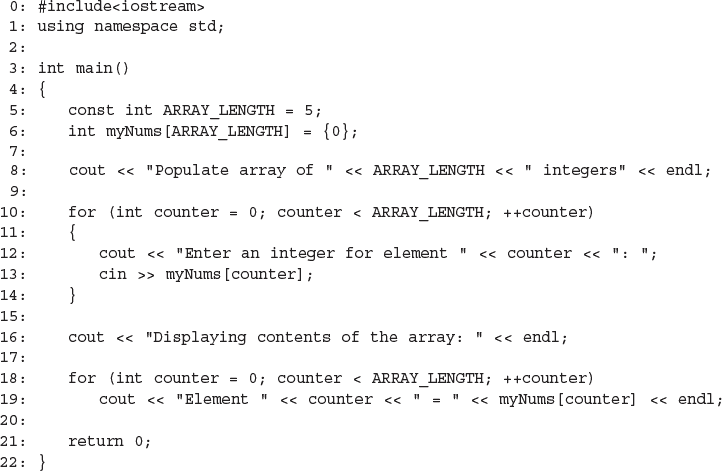 0: #include<iostream>
1: using namespace std;
2:
3: int main()
4: {
5:    const int ARRAY_LENGTH = 5;
6:    int myNums[ARRAY_LENGTH] = {0};
7:
8:    cout << "Populate array of " << ARRAY_LENGTH << " integers" << endl;
9:
10:    for (int counter = 0; counter < ARRAY_LENGTH; ++counter)
11:    {
12:       cout << "Enter an integer for element " << counter << ": ";
13:       cin >> myNums[counter];
14:    }
15:
16:    cout << "Displaying contents of the array: " << endl;
17:
18:    for (int counter = 0; counter < ARRAY_LENGTH; ++counter)
19:       cout << "Element " << counter << " = " << myNums[counter] << endl;
20:
21:    return 0;
22: }